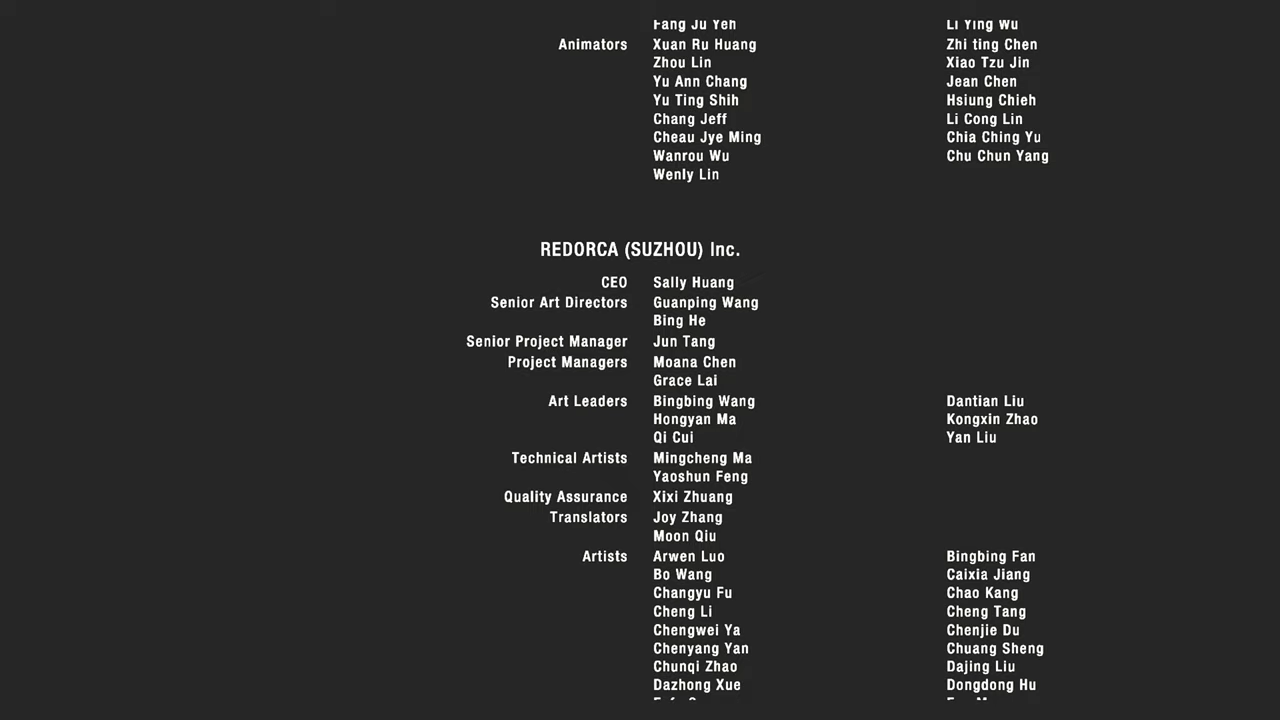 Fang Ju Yeh Li Ying Wu
Animators Xuan Ru Huang Zhi ting Chen
Zhou Lin Xiao Tzu Jin
Yu Ann Chang Jean Chen
Yu Ting Shih Hsiung Chieh
Chang Jeff Li Cong Lin
Cheau Jye Ming Chia Ching Yu
Wanrou Wu Chu Chun Yang
Wenly Lin
REDORCA (SUZHOU) Inc.
CEO Sally Huang
Senior Art Directors Guanping Wang
Bing He
Senior Project Manager Jun Tang
Project Managers Moana Chen
Grace Lai
Art Leaders Bingbing Wang Dantian Liu
Hongyan Ma Kongxin Zhao
Qi Cui Yan Liu
Technical Artists Mingcheng Ma
Yaoshun Feng
Quality Assurance Xixi Zhuang
Translators Joy Zhang
Moon Qiu
Artists Arwen Luo Bingbing Fan
Bo Wang Caixia Jiang
Changyu Fu Chao Kang
Cheng Li Cheng Tang
Chengwei Ya Chenjie Du
Chenyang Yan Chuang Sheng
Chunqi Zhao Dajing Liu
Dazhong Xue Dongdong Hu